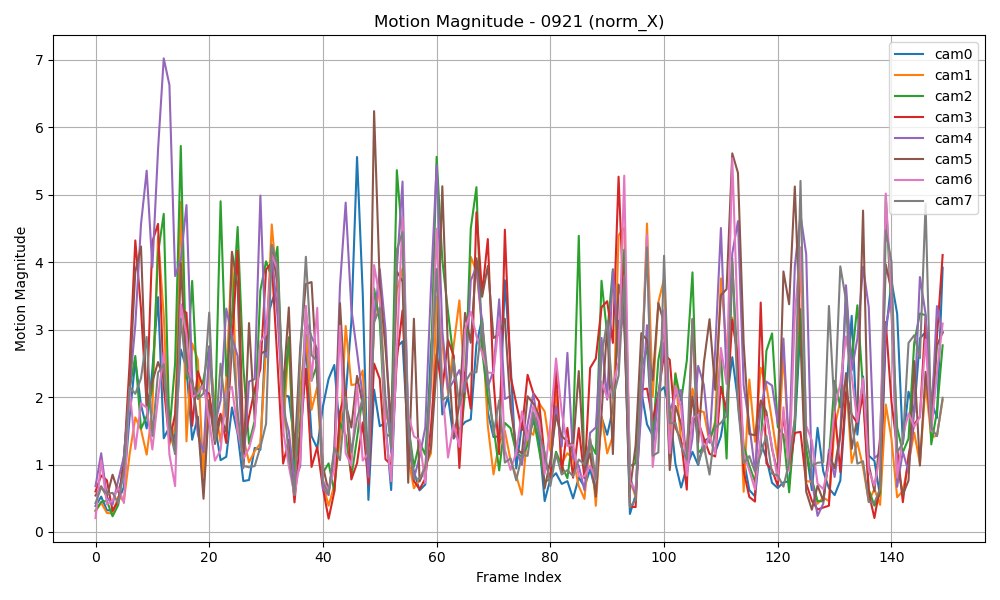 Motion Magnitude - 0921 (norm_X)
Motion Magnitude
7
6
5
4
3
2
1
0
0
20
40
60
80
100
120
140
Frame Index
cam0
cam1
cam2
cam3
cam4
cam5
cam6
cam7